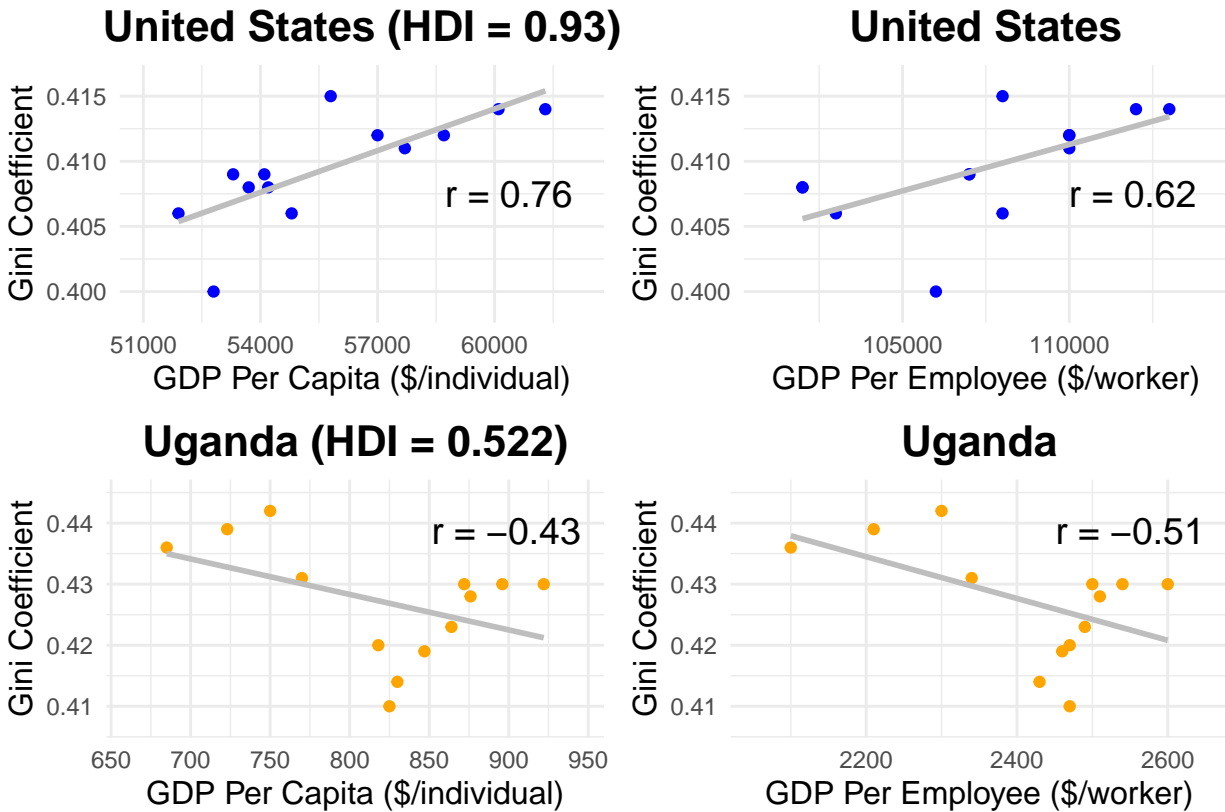 United States (HDI = 0.93)
Gini Coefficient
0.415
0.410
0.405
0.400
r = 0.76
51000 54000 57000 60000
GDP Per Capita ($/individual)
United States
Gini Coefficient
0.415
0.410
0.405
0.400
r = 0.62
105000 110000
GDP Per Employee ($/worker)
Uganda (HDI = 0.522)
Gini Coefficient
0.44
0.43
0.42
0.41
r = −0.43
650 700 750 800 850 900 950
GDP Per Capita ($/individual)
Uganda
Gini Coefficient
0.44
0.43
0.42
0.41
r = −0.51
2200 2400 2600
GDP Per Employee ($/worker)